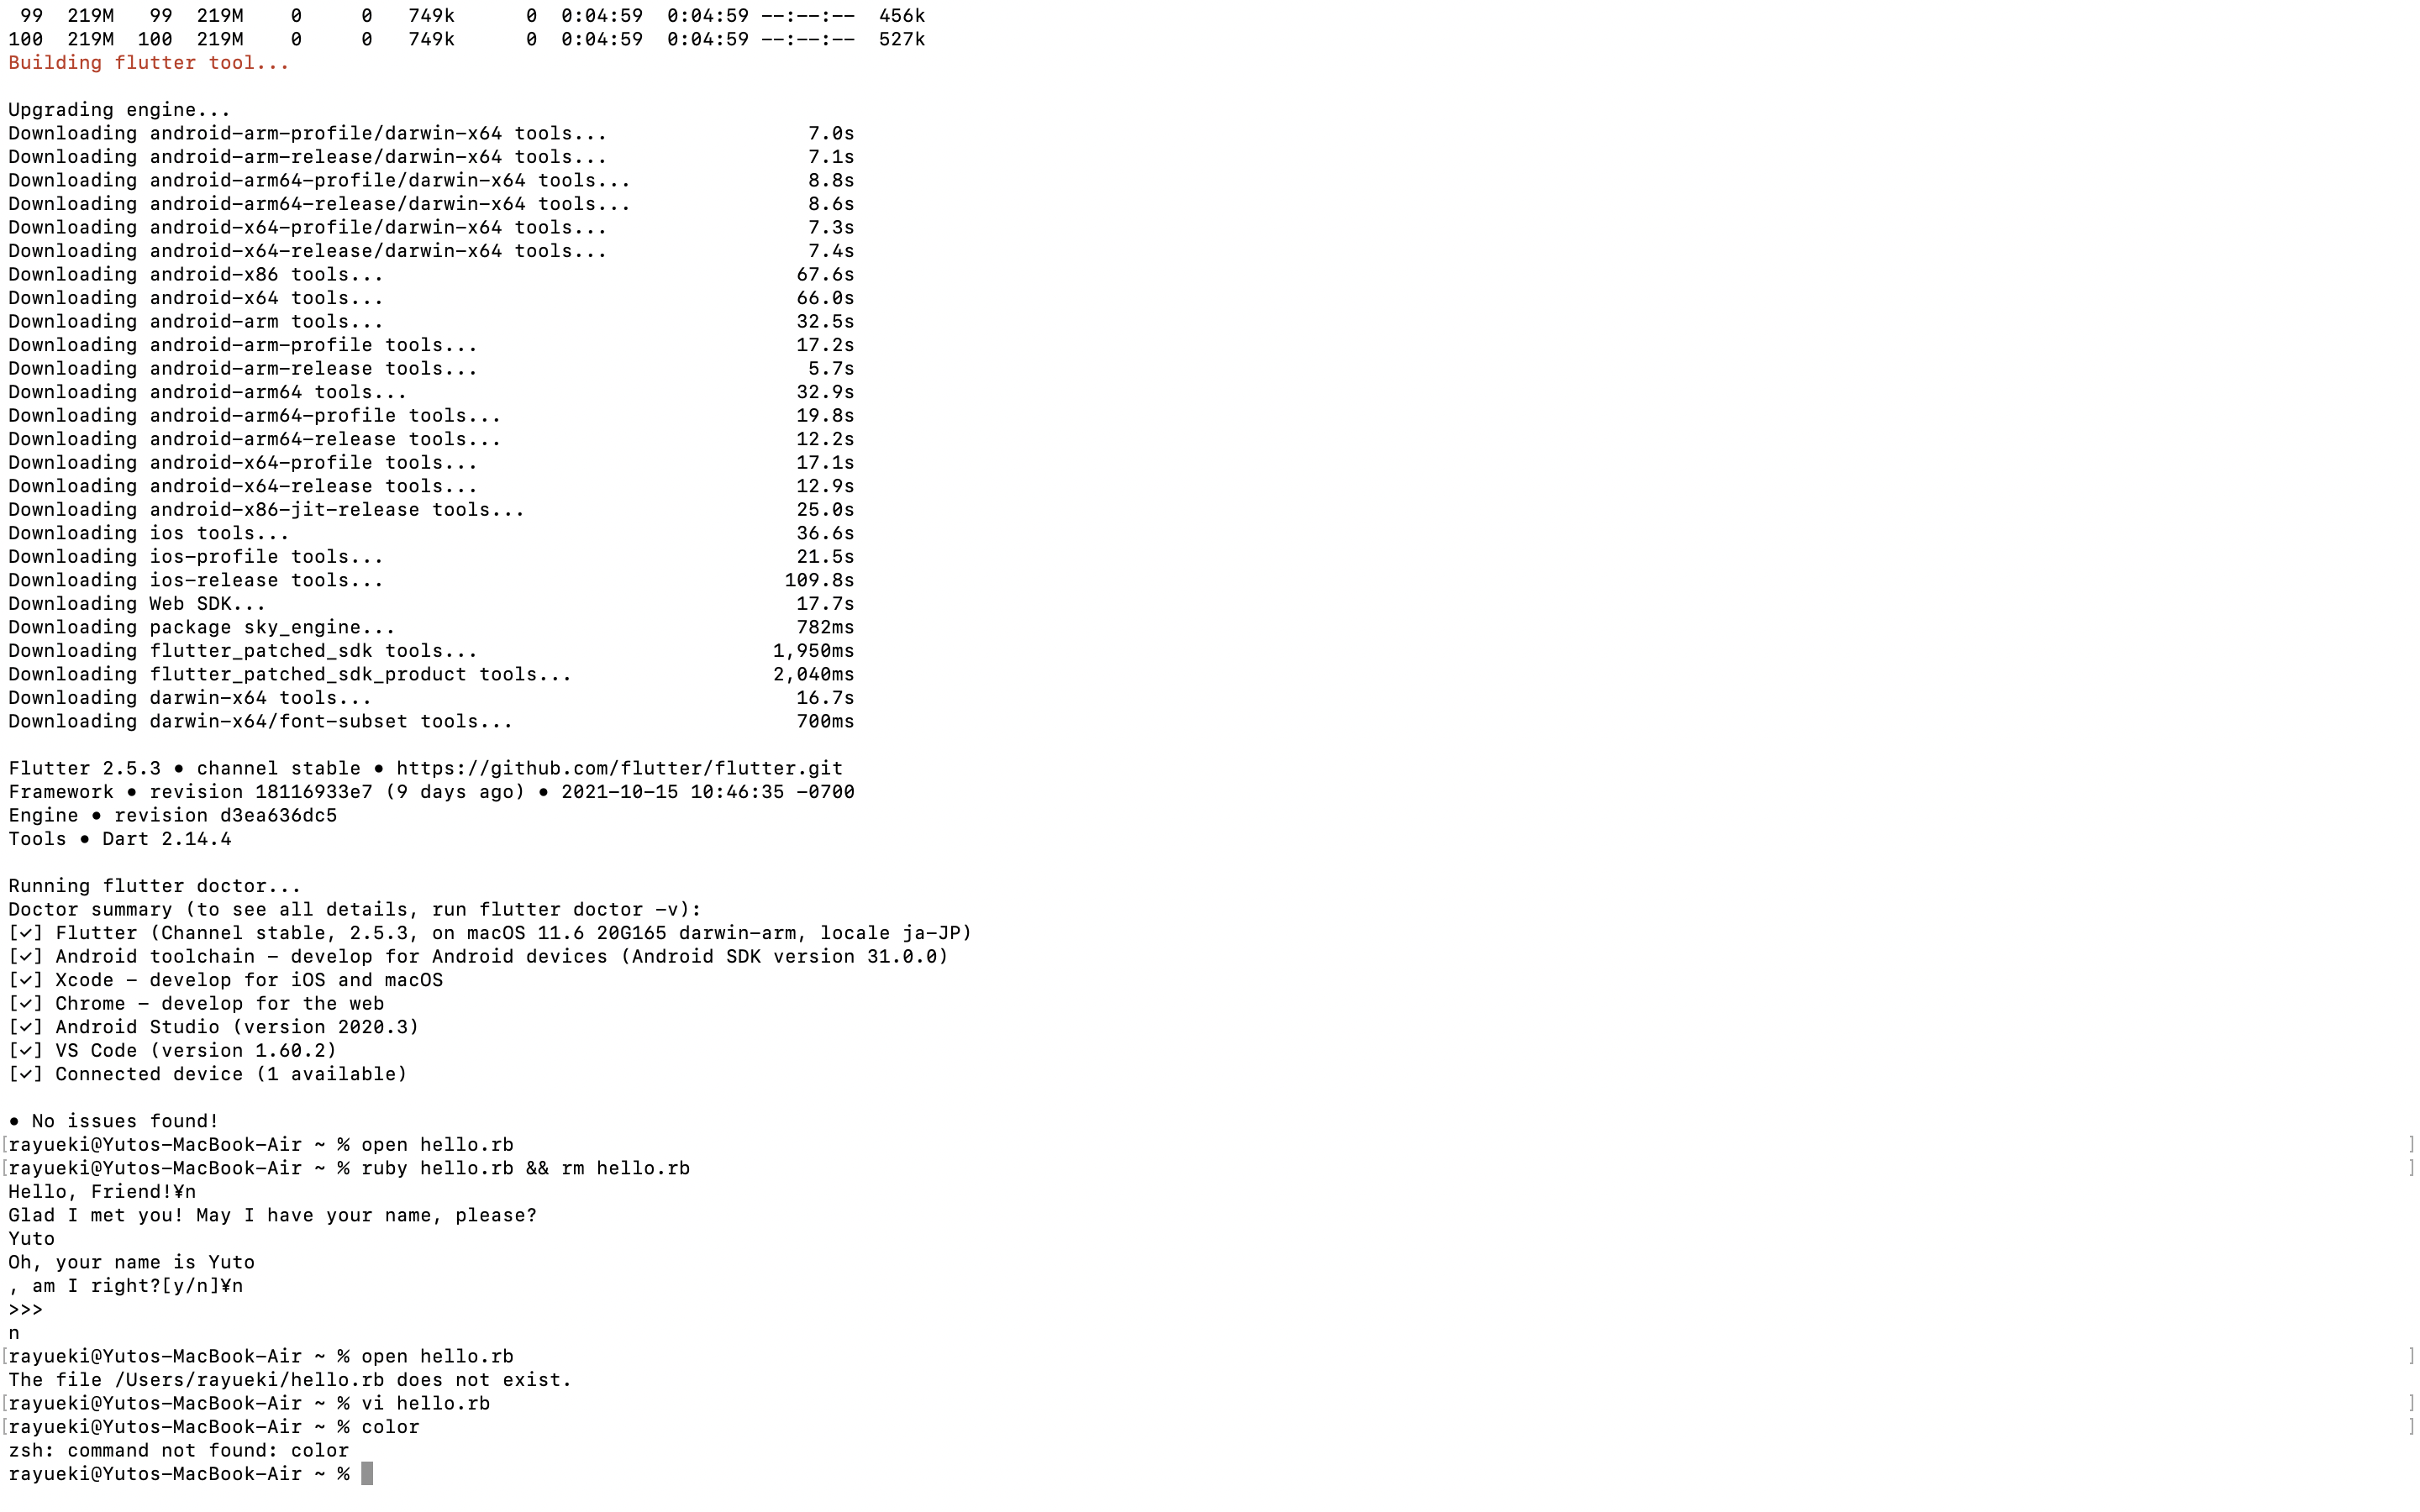 99 219M 99 219M 0 0 749k 0 0:04:59 0:04:59 --:--:-- 456k
100 219M 100 219M 0 0 749k 0 0:04:59 0:04:59 --:--:-- 527k
Building flutter tool...
Upgrading engine...
Downloading android-arm-profile/darwin-x64 tools... 7.0s
Downloading android-arm-release/darwin-x64 tools... 7.1s
Downloading android-arm64-profile/darwin-x64 tools... 8.8s
Downloading android-arm64-release/darwin-x64 tools... 8.6s
Downloading android-x64-profile/darwin-x64 tools... 7.3s
Downloading android-x64-release/darwin-x64 tools... 7.4s
Downloading android-x86 tools... 67.6s
Downloading android-x64 tools... 66.0s
Downloading android-arm tools... 32.5s
Downloading android-arm-profile tools... 17.2s
Downloading android-arm-release tools... 5.7s
Downloading android-arm64 tools... 32.9s
Downloading android-arm64-profile tools... 19.8s
Downloading android-arm64-release tools... 12.2s
Downloading android-x64-profile tools... 17.1s
Downloading android-x64-release tools... 12.9s
Downloading android-x86-jit-release tools... 25.0s
Downloading ios tools... 36.6s
Downloading ios-profile tools... 21.5s
Downloading ios-release tools... 109.8s
Downloading Web SDK... 17.7s
Downloading package sky_engine... 782ms
Downloading flutter_patched_sdk tools... 1,950ms
Downloading flutter_patched_sdk_product tools... 2,040ms
Downloading darwin-x64 tools... 16.7s
Downloading darwin-x64/font-subset tools... 700ms
Flutter 2.5.3 • channel stable • https://github.com/flutter/flutter.git
Framework • revision 18116933e7 (9 days ago) • 2021-10-15 10:46:35 -0700
Engine • revision d3ea636dc5
Tools • Dart 2.14.4
Running flutter doctor...
Doctor summary (to see all details, run flutter doctor -v):
[✓] Flutter (Channel stable, 2.5.3, on macOS 11.6 20G165 darwin-arm, locale ja-JP)
[✓] Android toolchain - develop for Android devices (Android SDK version 31.0.0)
[✓] Xcode - develop for iOS and macOS
[✓] Chrome - develop for the web
[✓] Android Studio (version 2020.3)
[✓] VS Code (version 1.60.2)
[✓] Connected device (1 available)
• No issues found!
[rayueki@Yutos-MacBook-Air ~ % open hello.rb ]
[rayueki@Yutos-MacBook-Air ~ % ruby hello.rb && rm hello.rb ]
Hello, Friend!¥n
Glad I met you! May I have your name, please?
Yuto
Oh, your name is Yuto
, am I right?[y/n]¥n
>>>
n
[rayueki@Yutos-MacBook-Air ~ % open hello.rb ]
The file /Users/rayueki/hello.rb does not exist.
[rayueki@Yutos-MacBook-Air ~ % vi hello.rb ]
[rayueki@Yutos-MacBook-Air ~ % color ]
zsh: command not found: color
rayueki@Yutos-MacBook-Air ~ %